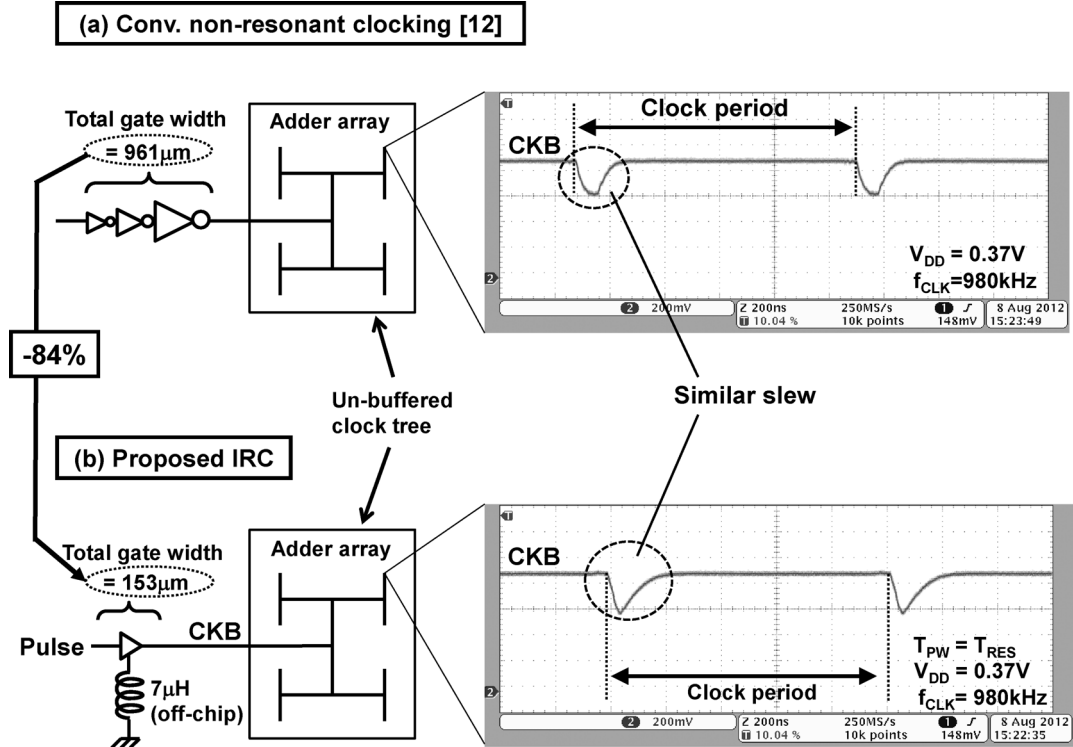 (a) Conv. non-resonant clocking [12]
Total gate width
= 961μm
Adder array
Clock period
CKB
V_DD = 0.37V
f_CLK=980kHz
T
2
2 200mV
Z 200ns
T 10.04 %
250MS/s
10k points
1
148mV
8 Aug 2012
15:23:49
-84%
Un-buffered
clock tree
Similar slew
(b) Proposed IRC
Total gate width
= 153μm
Pulse
CKB
7μH
(off-chip)
Adder array
T
CKB
Clock period
T_PW = T_RES
V_DD = 0.37V
f_CLK=980kHz
2
2 200mV
Z 200ns
T 10.04 %
250MS/s
10k points
1
148mV
8 Aug 2012
15:22:35